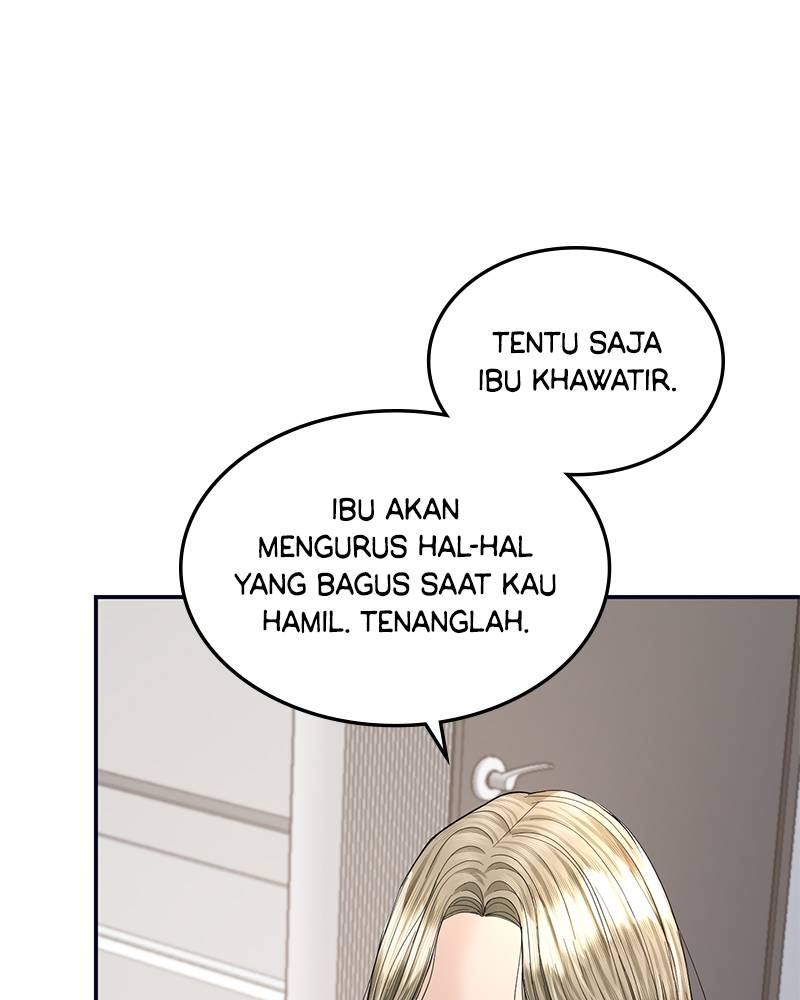 TENTU SAJA
IBU KHAWATIR.
IBU AKAN
MENGURUS HAL-HAL
YANG BAGUS SAAT KAU
HAMIL. TENANGLAH.